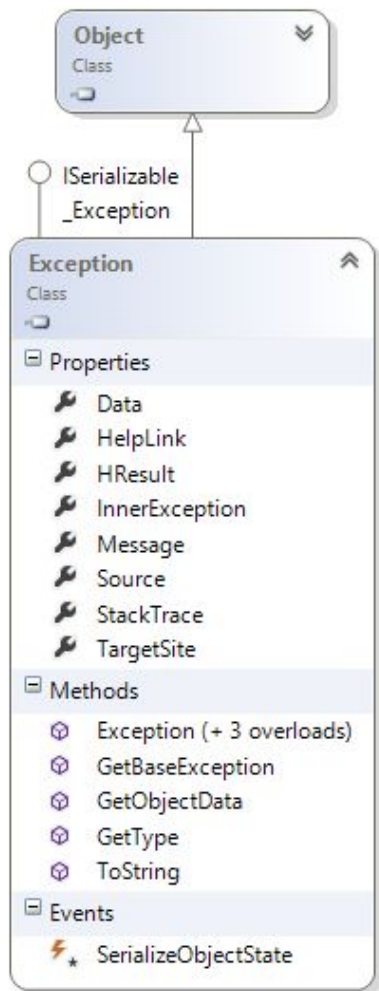 Object
Class
ISerializable
_Exception
Exception
Class
Properties
Data
HelpLink
HResult
InnerException
Message
Source
StackTrace
TargetSite
Methods
Exception (+ 3 overloads)
GetBaseException
GetObjectData
GetType
ToString
Events
SerializeObjectState